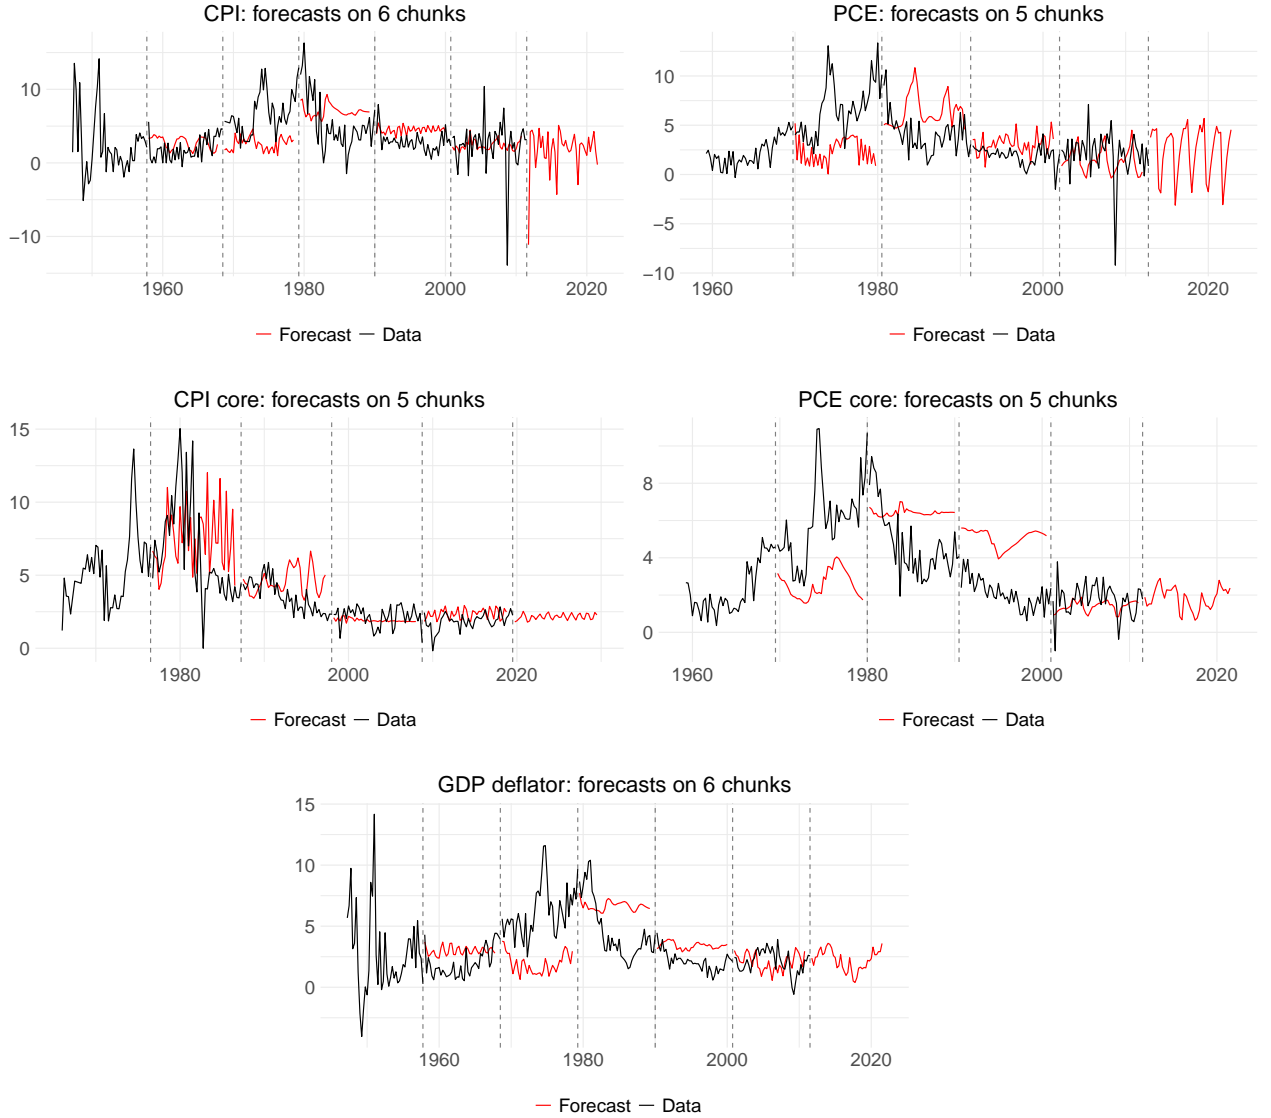 CPI: forecasts on 6 chunks
10
0
−10
1960 1980 2000 2020
Forecast Data
PCE: forecasts on 5 chunks
10
5
0
−5
−10
1960 1980 2000 2020
Forecast Data
CPI core: forecasts on 5 chunks
15
10
5
0
1980 2000 2020
Forecast Data
PCE core: forecasts on 5 chunks
8
4
0
1960 1980 2000 2020
Forecast Data
GDP deflator: forecasts on 6 chunks
15
10
5
0
1960 1980 2000 2020
Forecast Data